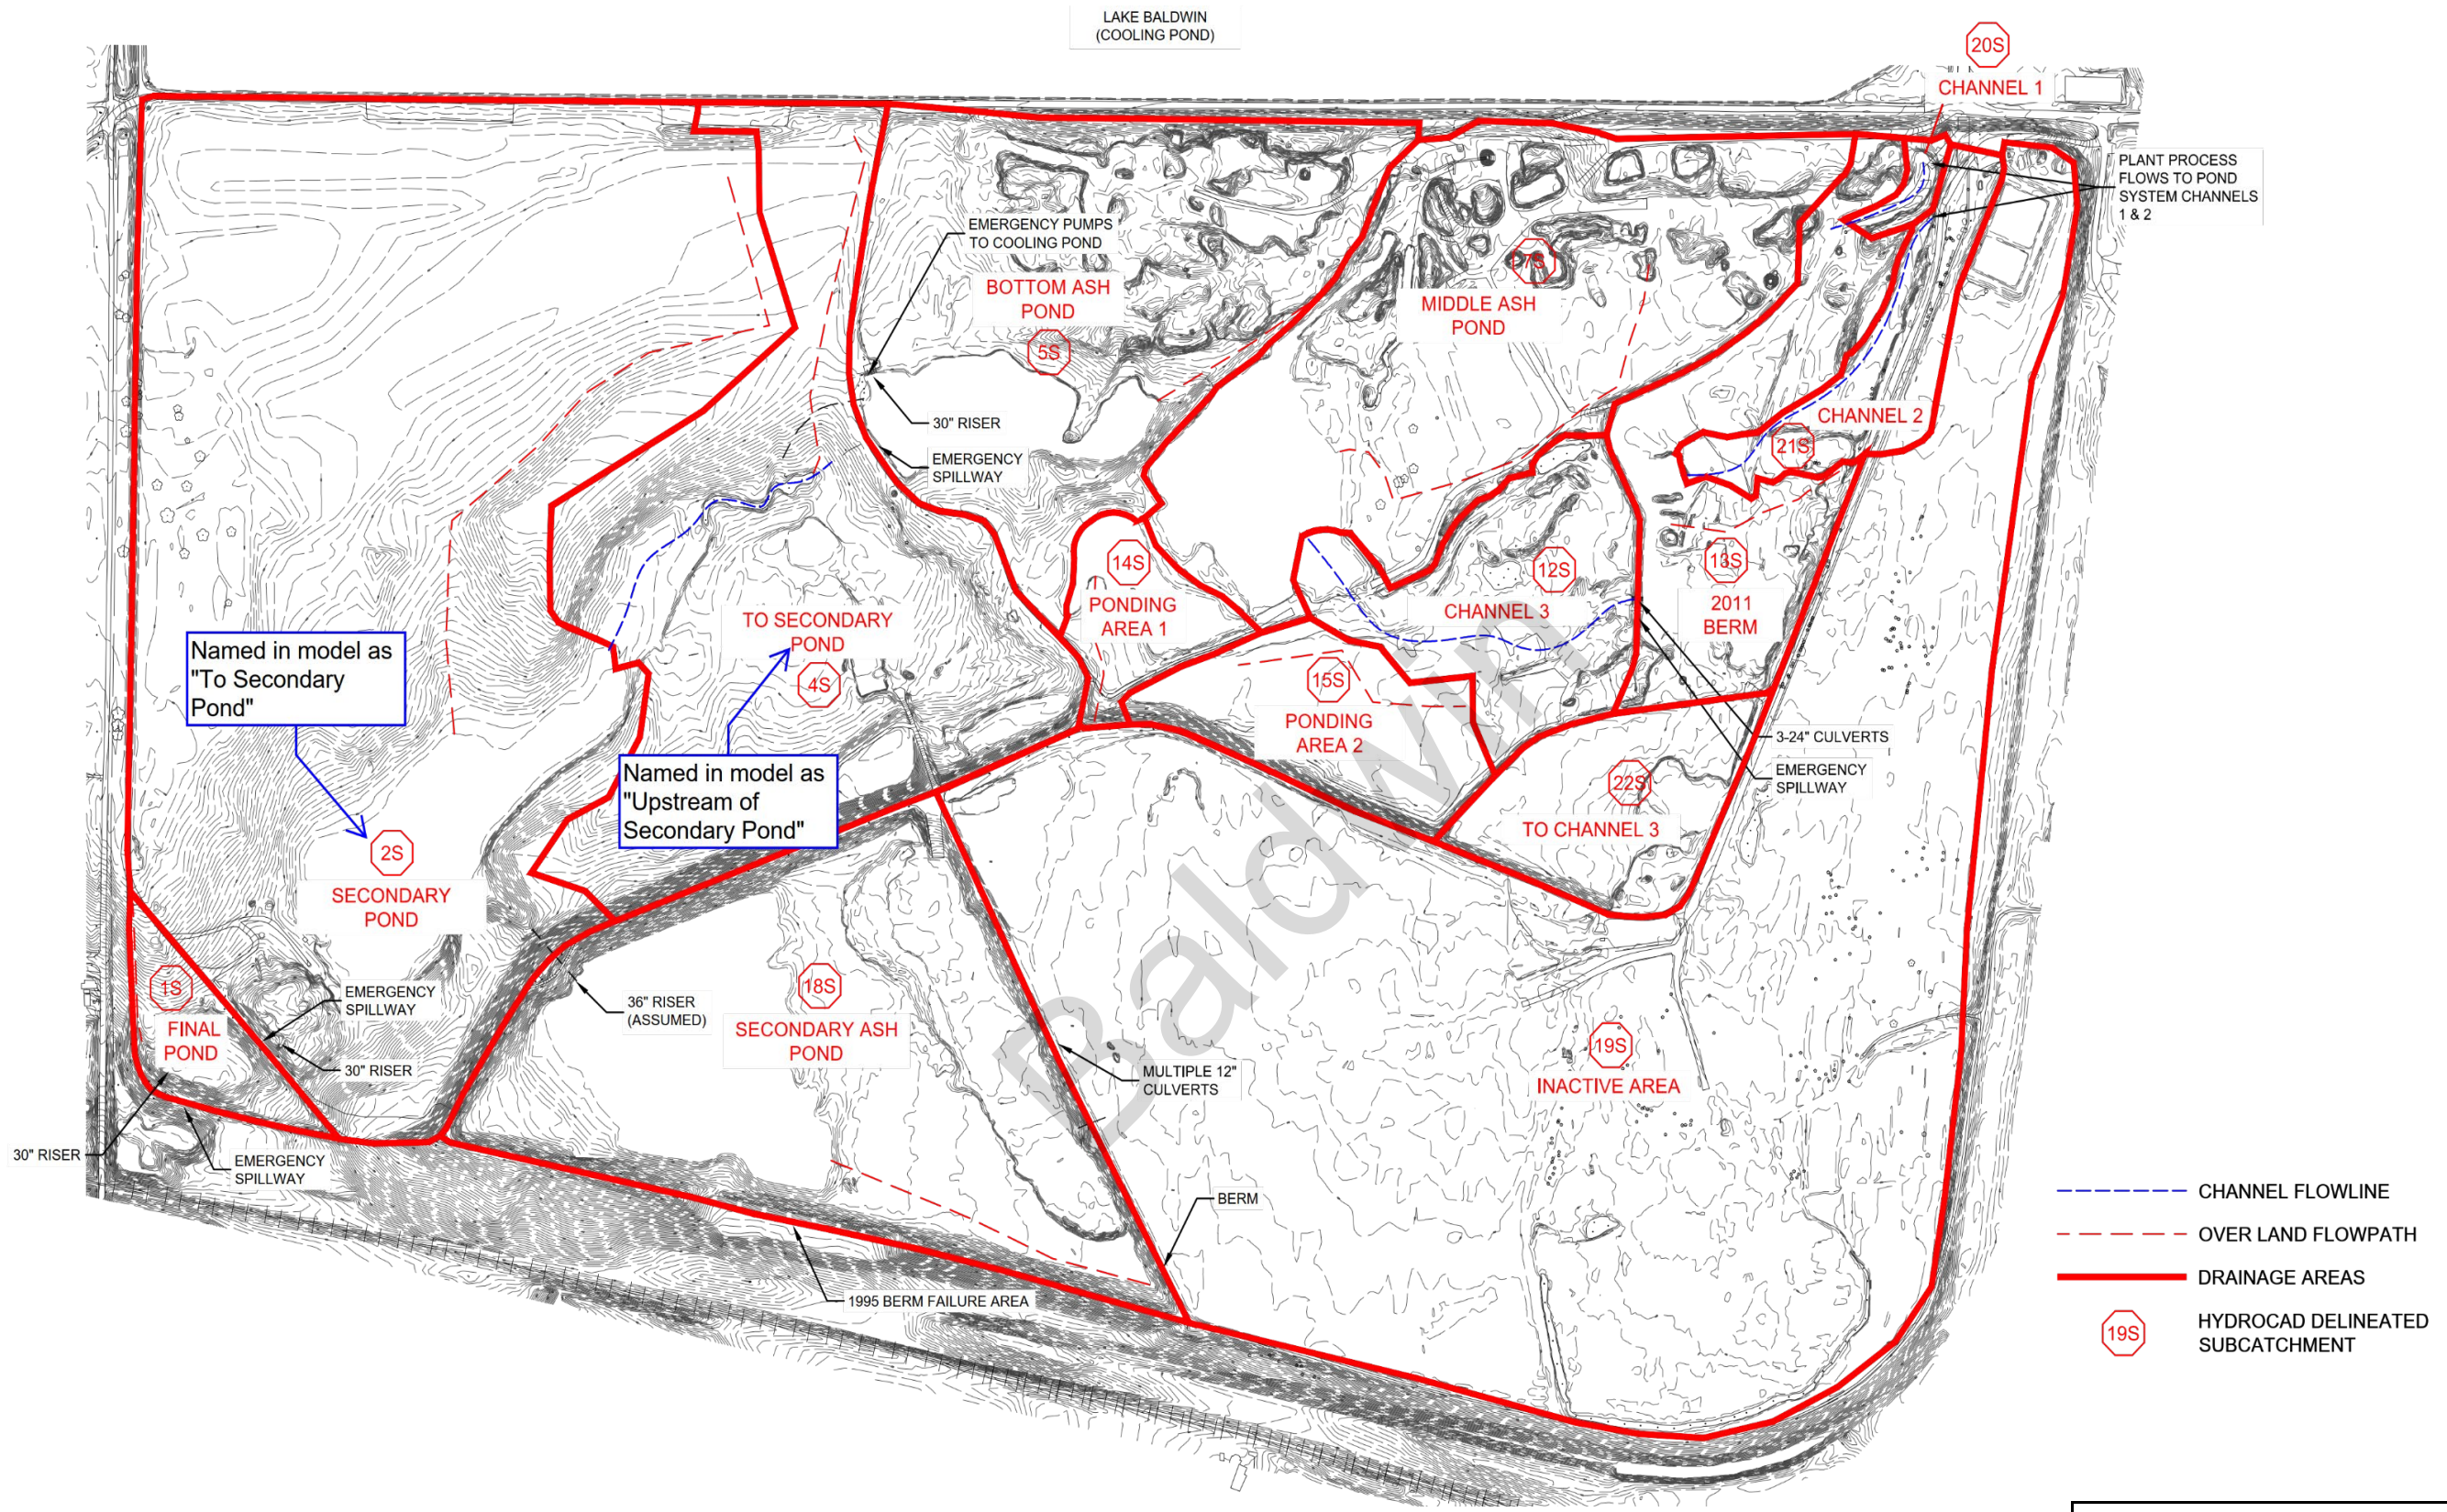 LAKE BALDWIN
(COOLING POND)
20S
CHANNEL 1
PLANT PROCESS
FLOWS TO POND
SYSTEM CHANNELS
1 & 2
EMERGENCY PUMPS
TO COOLING POND
BOTTOM ASH
POND
5S
7S
MIDDLE ASH
POND
30" RISER
EMERGENCY
SPILLWAY
CHANNEL 2
21S
14S
PONDING
AREA 1
12S
CHANNEL 3
13S
2011
BERM
TO SECONDARY
POND
4S
Named in model as
"To Secondary
Pond"
15S
PONDING
AREA 2
Named in model as
"Upstream of
Secondary Pond"
3-24" CULVERTS
EMERGENCY
SPILLWAY
22S
TO CHANNEL 3
2S
SECONDARY
POND
1S
FINAL
POND
EMERGENCY
SPILLWAY
30" RISER
36" RISER
(ASSUMED)
18S
SECONDARY ASH
POND
MULTIPLE 12"
CULVERTS
19S
INACTIVE AREA
Baldwin
30" RISER
EMERGENCY
SPILLWAY
BERM
1995 BERM FAILURE AREA
CHANNEL FLOWLINE
OVER LAND FLOWPATH
DRAINAGE AREAS
19S
HYDROCAD DELINEATED
SUBCATCHMENT